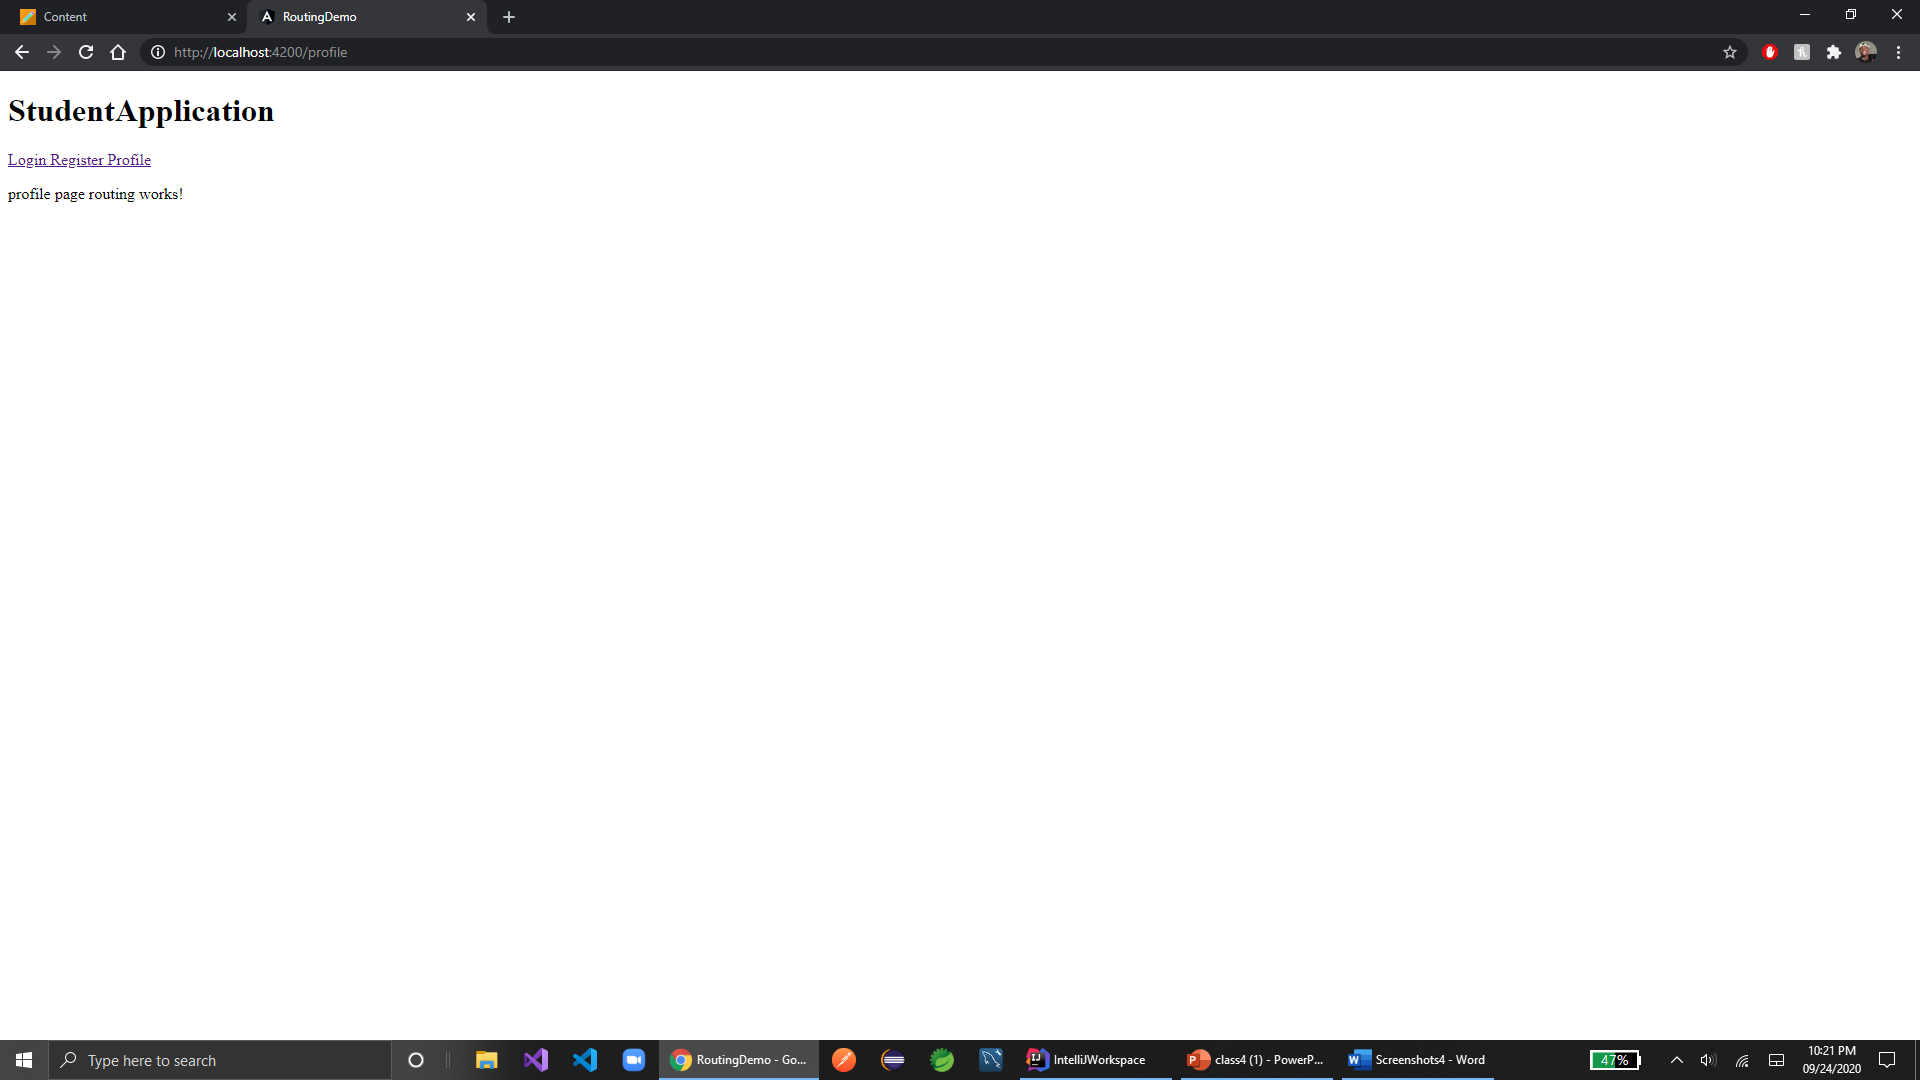 Content
RoutingDemo
http://localhost:4200/profile
StudentApplication
Login Register Profile
profile page routing works!
Type here to search
RoutingDemo - Go...
IntelliJWorkspace
class4 (1) - PowerP...
Screenshots4 - Word
47%
10:21 PM
09/24/2020